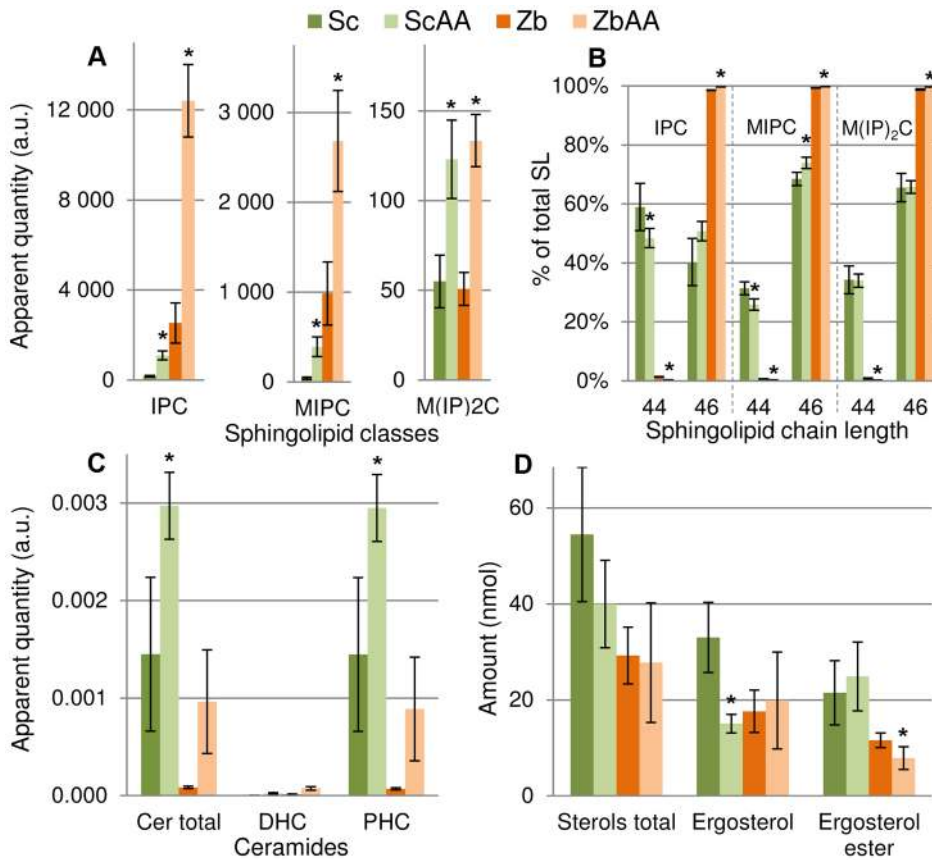 Sc ScAA Zb ZbAA
A
Apparent quantity (a.u.)
12 000
8 000
4 000
0
*
*
IPC
3 000
2 000
1 000
0
*
*
MIPC
150
100
50
0
* *
M(IP)2C
Sphingolipid classes
B
% of total SL
100%
80%
60%
40%
20%
0%
IPC MIPC M(IP)₂C
* * *
* * *
* * *
44 46 44 46 44 46
Sphingolipid chain length
C
Apparent quantity (a.u.)
0.003
0.002
0.001
0.000
* *
Cer total DHC PHC
Ceramides
D
Amount (nmol)
60
40
20
0
* *
Sterols total Ergosterol Ergosterol
ester